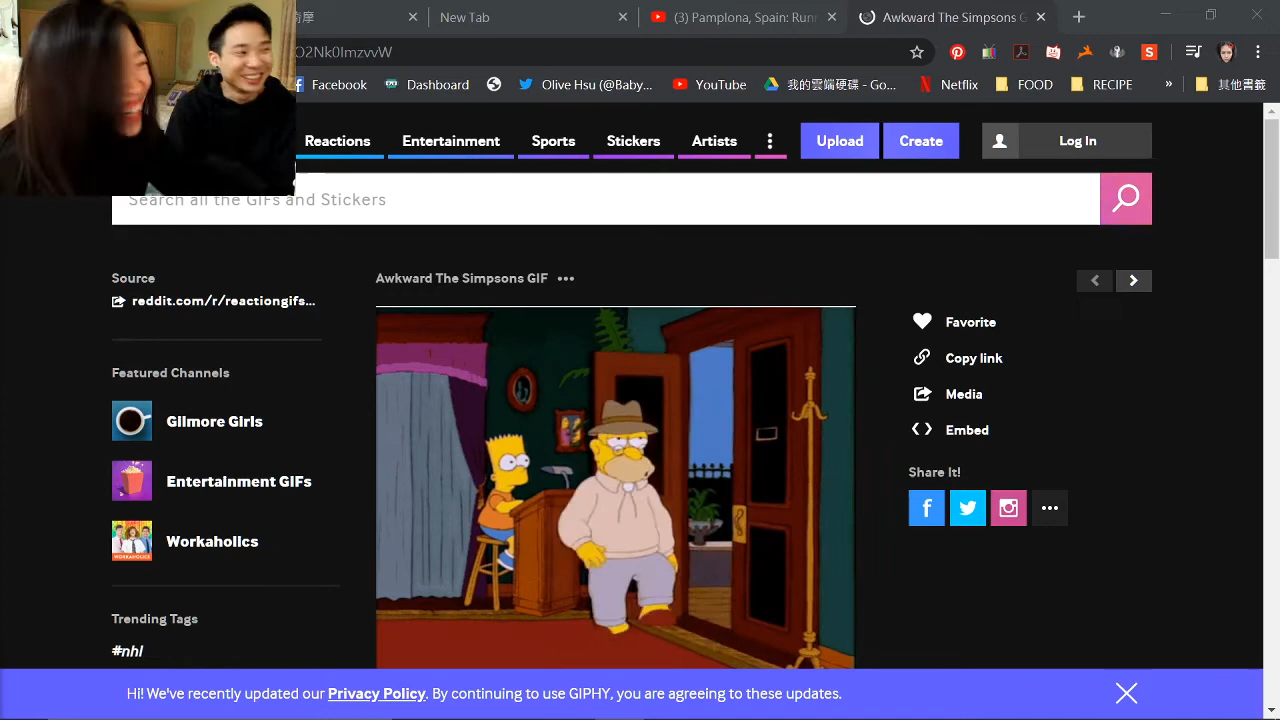 奇摩
New Tab
(3) Pamplona, Spain: Runn
Awkward The Simpsons G
O2Nk0ImzvvW
Facebook
Dashboard
Olive Hsu (@Baby...
YouTube
我的雲端硬碟 - Goo...
Netflix
FOOD
RECIPE
»
其他書籤
Reactions
Entertainment
Sports
Stickers
Artists
Upload
Create
Log In
Search all the GIFs and Stickers
Source
reddit.com/r/reactiongifs...
Awkward The Simpsons GIF
Favorite
Copy link
Media
Embed
Share It!
Featured Channels
Gilmore Girls
Entertainment GIFs
WORKAHOLICS
Workaholics
Trending Tags
#nhl
Hi! We've recently updated our Privacy Policy. By continuing to use GIPHY, you are agreeing to these updates.